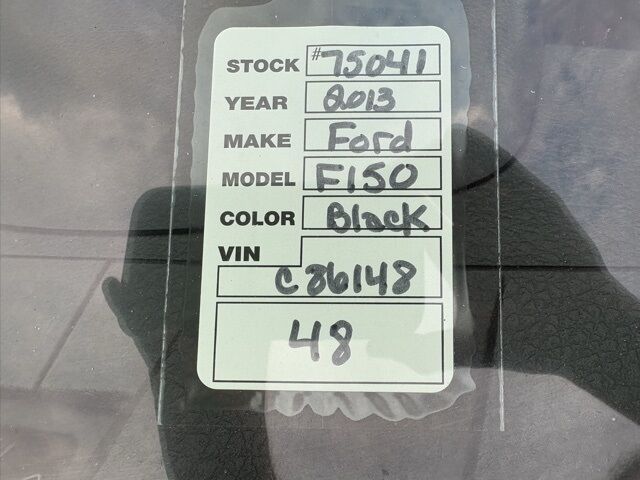 STOCK #75041
YEAR 2013
MAKE Ford
MODEL F150
COLOR Black
VIN
C86148
48